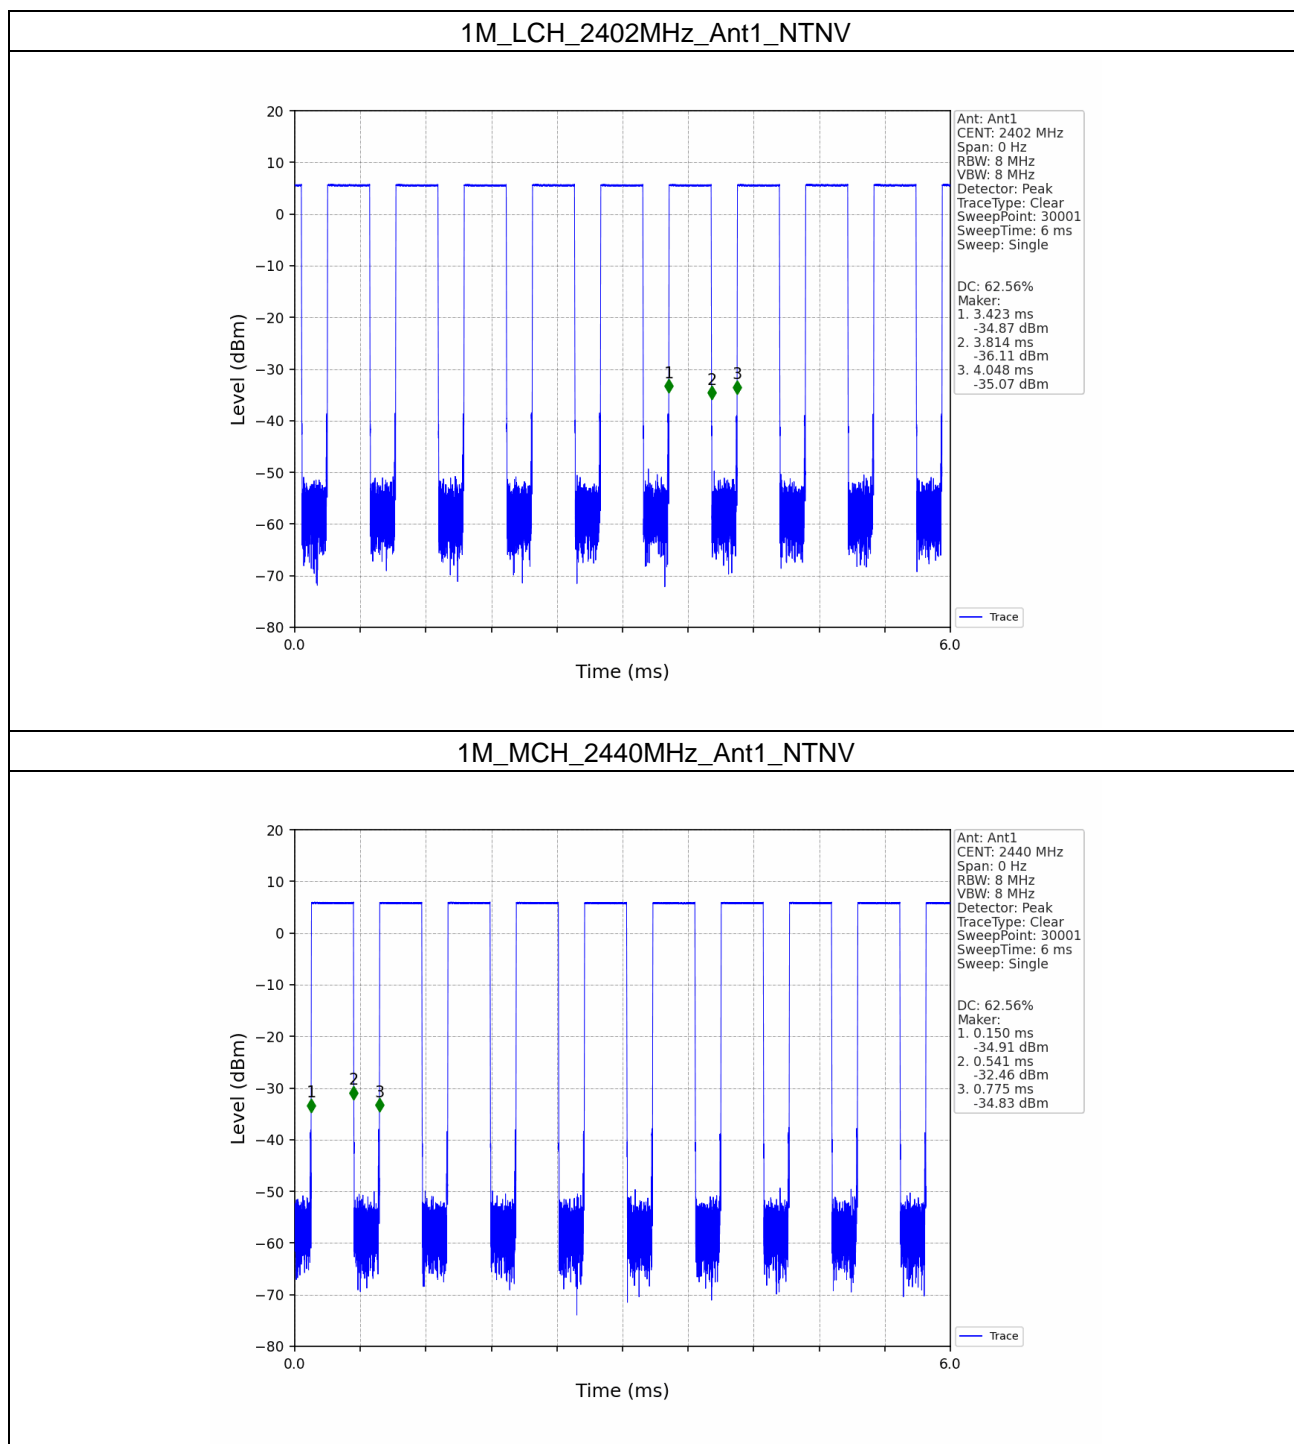 1M_LCH_2402MHz_Ant1_NTNV
20
10
0
−10
−20
−30
−40
−50
−60
−70
−80
Level (dBm)
0.0
6.0
Time (ms)
1
2
3
Ant: Ant1
CENT: 2402 MHz
Span: 0 Hz
RBW: 8 MHz
VBW: 8 MHz
Detector: Peak
TraceType: Clear
SweepPoint: 30001
SweepTime: 6 ms
Sweep: Single
DC: 62.56%
Maker:
1. 3.423 ms
-34.87 dBm
2. 3.814 ms
-36.11 dBm
3. 4.048 ms
-35.07 dBm
Trace
1M_MCH_2440MHz_Ant1_NTNV
20
10
0
−10
−20
−30
−40
−50
−60
−70
−80
Level (dBm)
0.0
6.0
Time (ms)
1
2
3
Ant: Ant1
CENT: 2440 MHz
Span: 0 Hz
RBW: 8 MHz
VBW: 8 MHz
Detector: Peak
TraceType: Clear
SweepPoint: 30001
SweepTime: 6 ms
Sweep: Single
DC: 62.56%
Maker:
1. 0.150 ms
-34.91 dBm
2. 0.541 ms
-32.46 dBm
3. 0.775 ms
-34.83 dBm
Trace